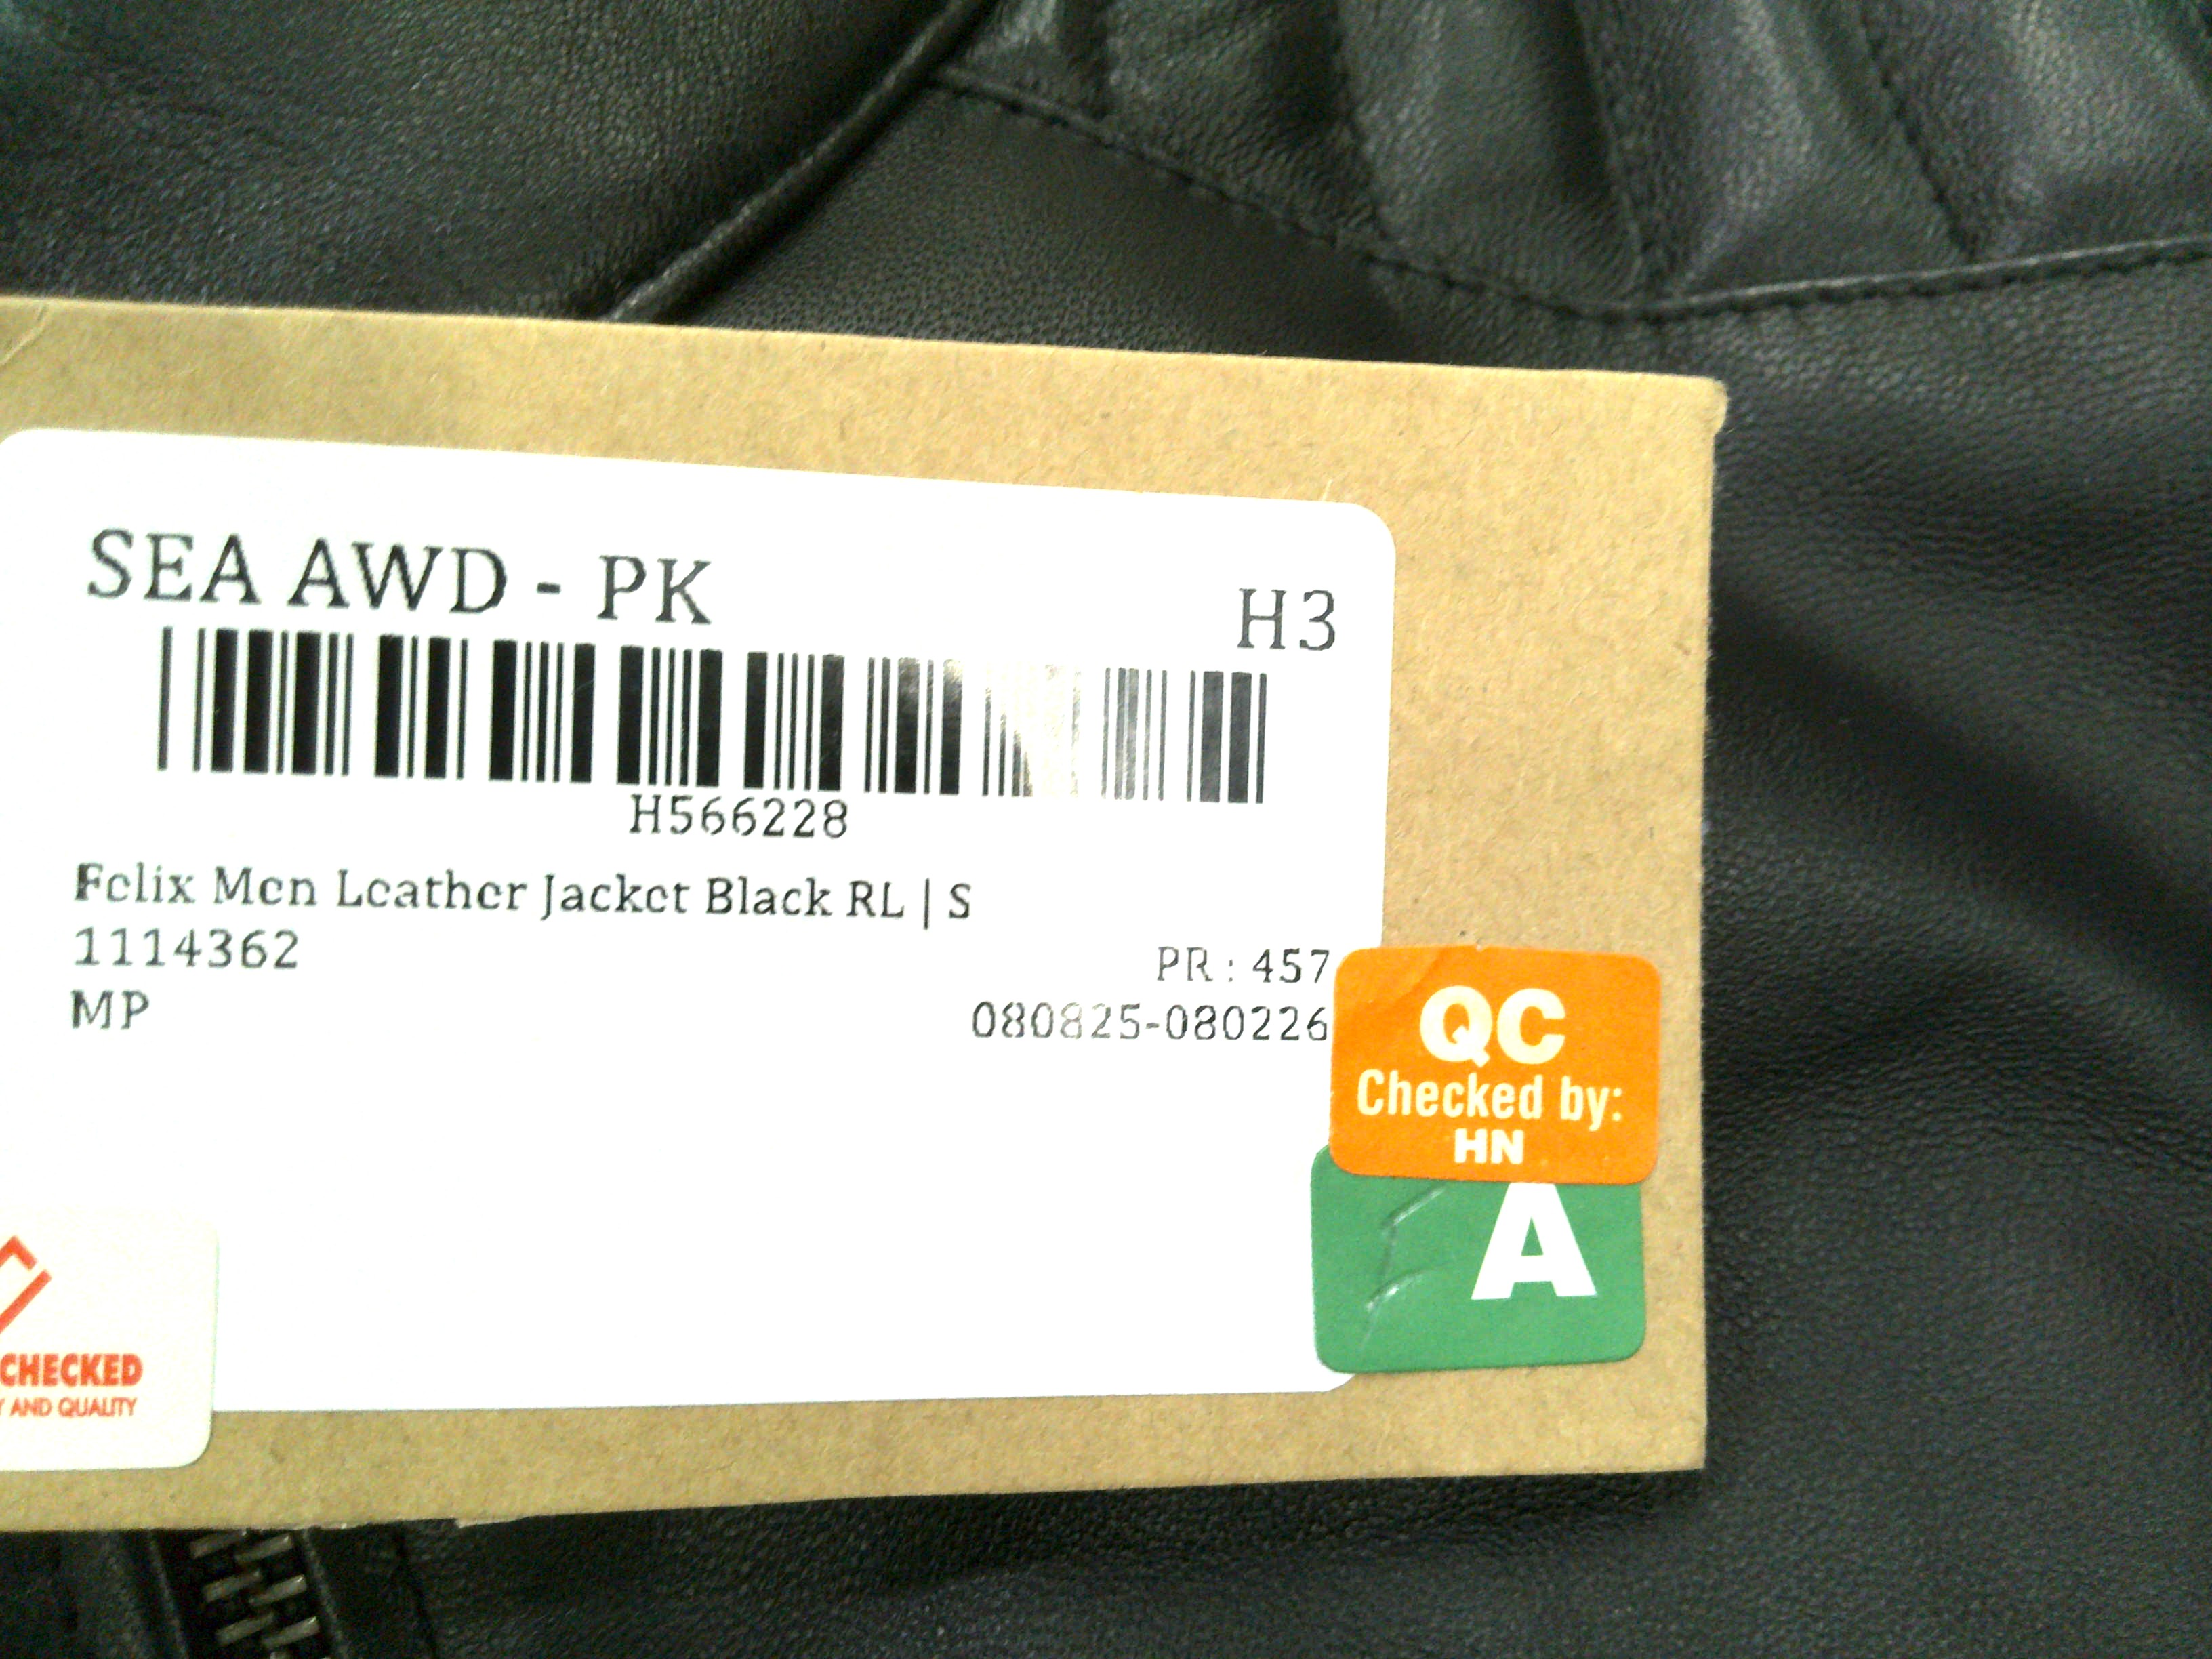 SEA AWD - PK
H3
H566228
Felix Men Leather Jacket Black RL | S
1114362
PR : 457
MP
080825-080226
QC
Checked by:
HN
A
CHECKED
Y AND QUALITY